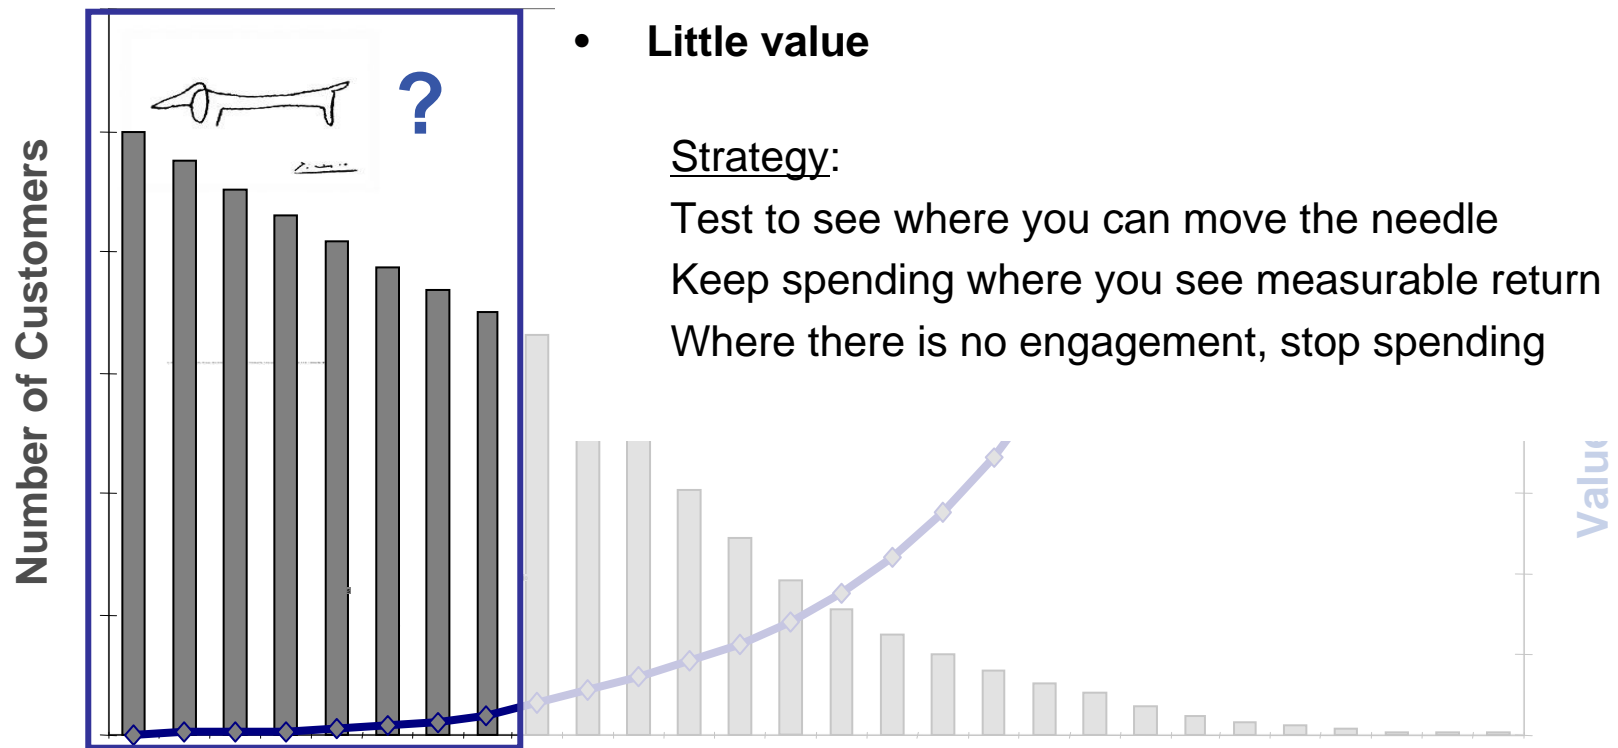 • Little value
?
Strategy:
Test to see where you can move the needle
Keep spending where you see measurable return
Where there is no engagement, stop spending
Number of Customers